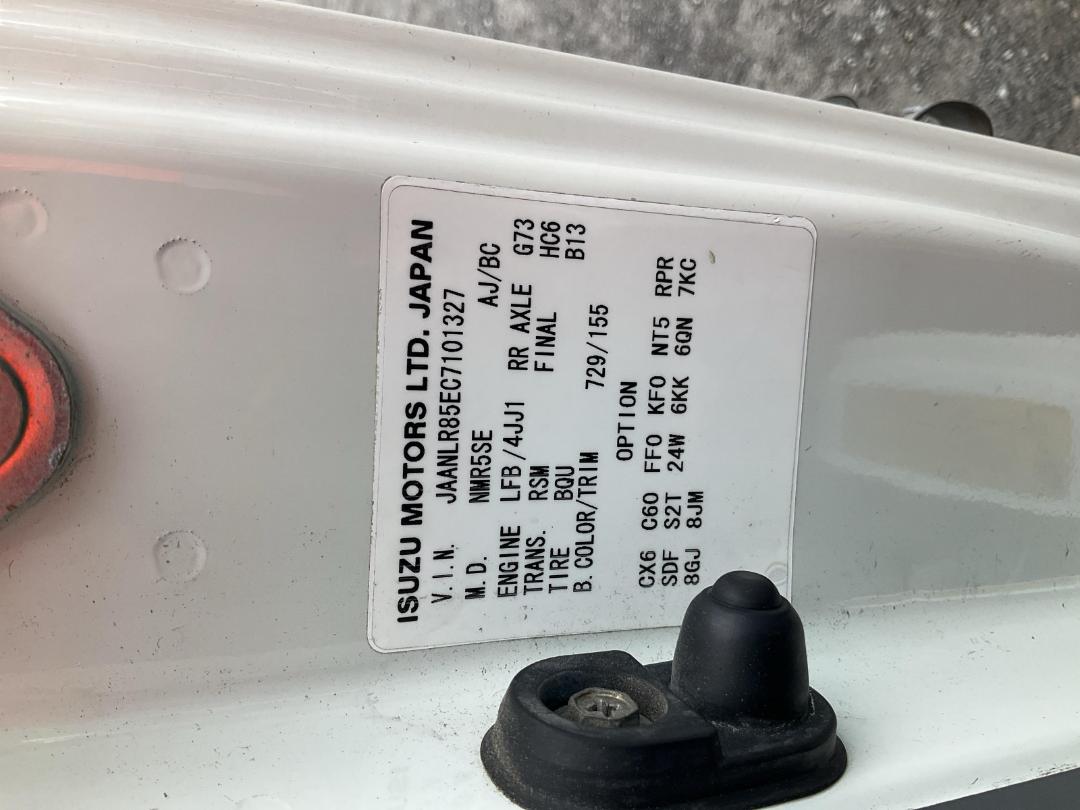 ISUZU MOTORS LTD. JAPAN
V.I.N. JAANLR85EC7101327
M.D. NMR5SE AJ/BC
ENGINE LFB/4JJ1 RR AXLE G73
TRANS. RSM FINAL HC6
TIRE BQU B13
B. COLOR/TRIM 729/155
OPTION
CX6 C60 FF0 KF0 NT5 RPR
SDF S2T 24W 6KK 6QN 7KC
8GJ 8JM